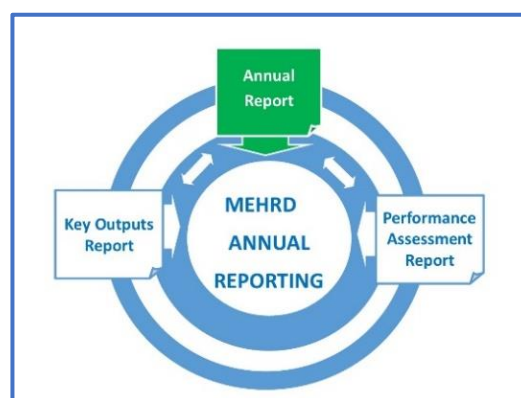 Annual
Report
Key Outputs
Report
MEHRD
ANNUAL
REPORTING
Performance
Assessment
Report